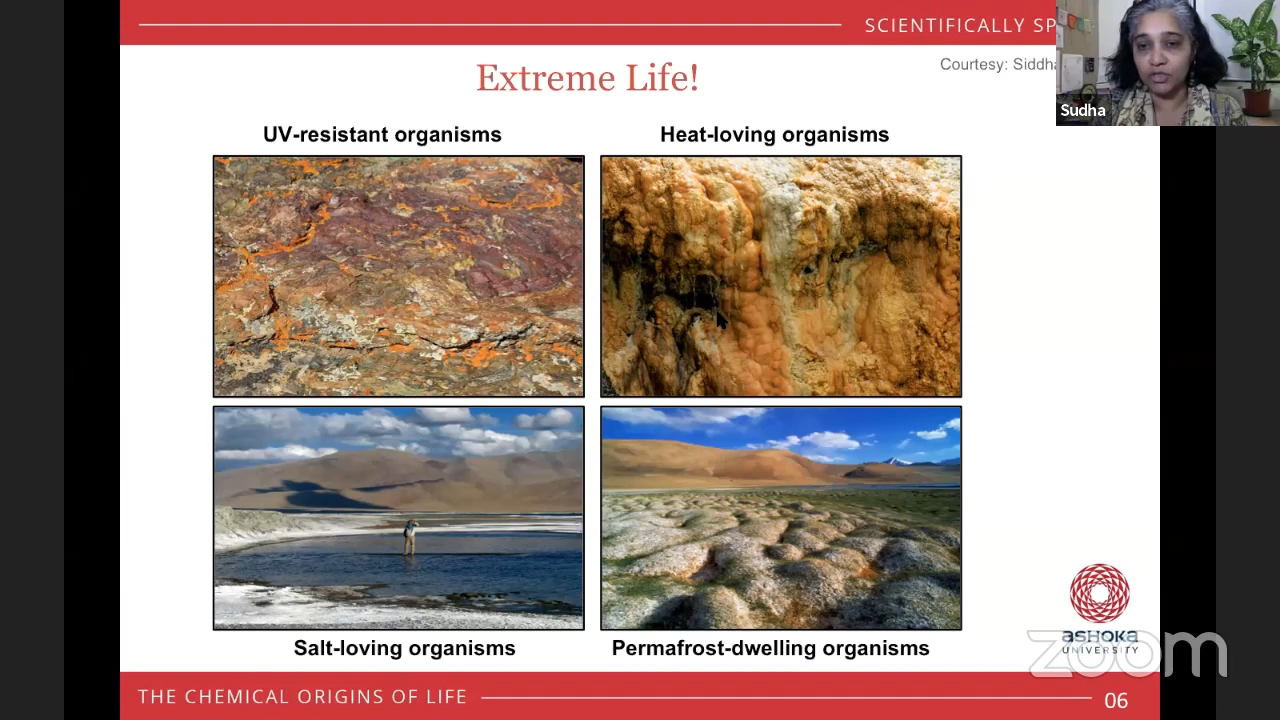 SCIENTIFICALLY SP
Courtesy: Siddha
Sudha
Extreme Life!
UV-resistant organisms
Heat-loving organisms
Salt-loving organisms
Permafrost-dwelling organisms
ASHOKA
UNIVERSITY
zoom
THE CHEMICAL ORIGINS OF LIFE
06